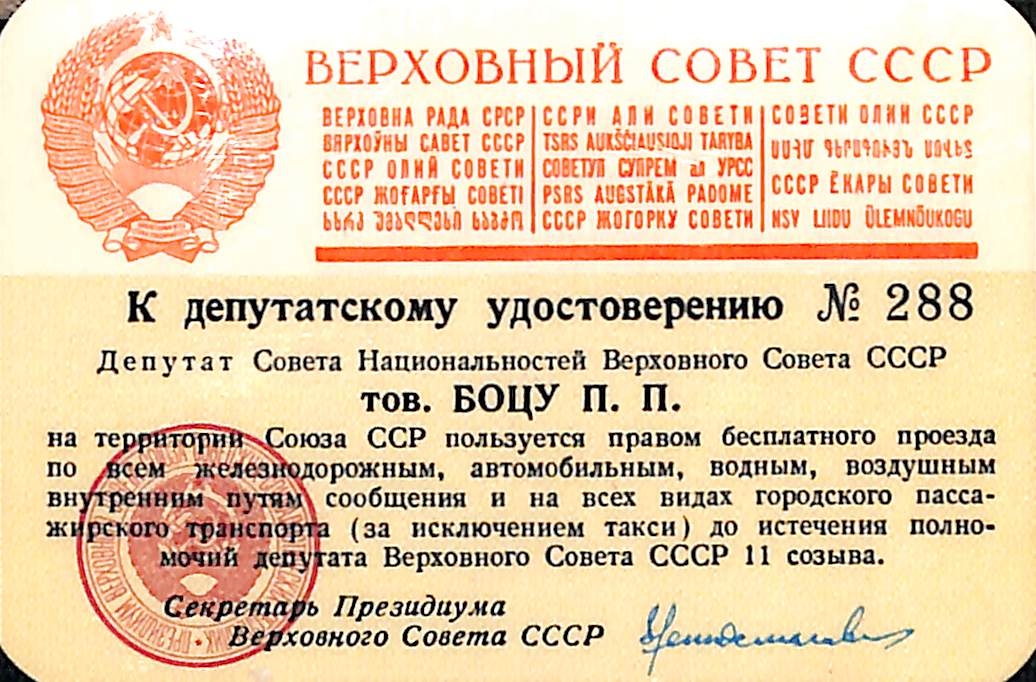 ВЕРХОВНЫЙ СОВЕТ СССР
ВЕРХОВНА РАДА СРСР
ВЯРХОЎНЫ САВЕТ СССР
СССР ОЛИЙ СОВЕТИ
СССР ЖОҒАРҒЫ СОВЕТІ
სსრკ უმაღლესი საბჭო
ССРИ АЛИ СОВЕТИ
TSRS AUKŠČIAUSIOJI TARYBA
СОВЕТУЛ СУПРЕМ ал УРСС
PSRS AUGSTĀKĀ PADOME
СССР ЖОГОРКУ СОВЕТИ
СОВЕТИ ОЛИИ СССР
ՍՍՀՄ ԳԵՐԱԳՈՒՅՆ ՍՈՎԵՏ
СССР ЁКАРЫ СОВЕТИ
NSV LIIDU ÜLEMNÕUKOGU
К депутатскому удостоверению № 288
Депутат Совета Национальностей Верховного Совета СССР
тов. БОЦУ П. П.
на территории Союза ССР пользуется правом бесплатного проезда
по всем железнодорожным, автомобильным, водным, воздушным
внутренним путям сообщения и на всех видах городского пасса-
жирского транспорта (за исключением такси) до истечения полно-
мочий депутата Верховного Совета СССР 11 созыва.
Секретарь Президиума
Верховного Совета СССР